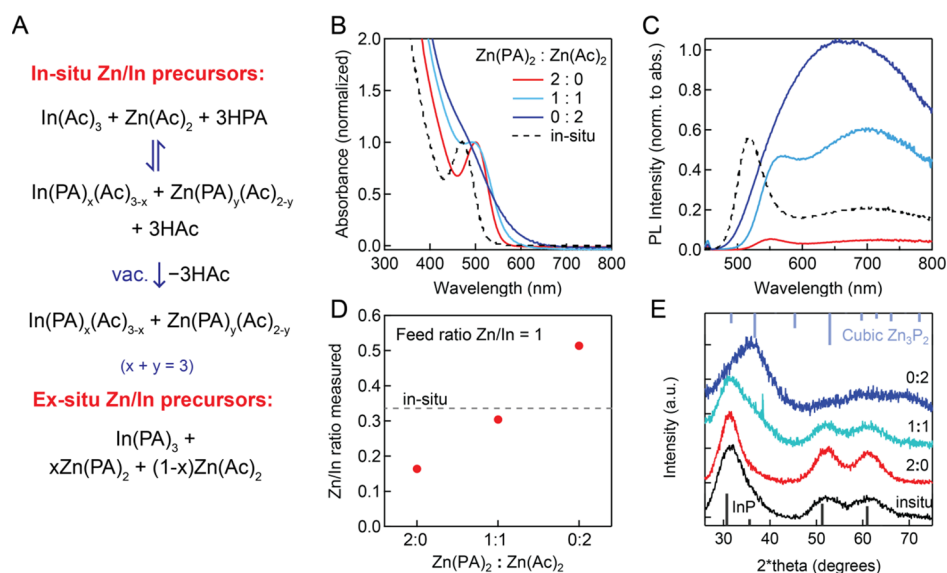 A
In-situ Zn/In precursors:
In(Ac)₃ + Zn(Ac)₂ + 3HPA
In(PA)ₓ(Ac)₃₋ₓ + Zn(PA)ᵧ(Ac)₂₋ᵧ
+ 3HAc
vac. ↓ −3HAc
In(PA)ₓ(Ac)₃₋ₓ + Zn(PA)ᵧ(Ac)₂₋ᵧ
(x + y = 3)
Ex-situ Zn/In precursors:
In(PA)₃ +
xZn(PA)₂ + (1-x)Zn(Ac)₂
B
Absorbance (normalized)
2.0
1.5
1.0
0.5
0.0
Zn(PA)₂ : Zn(Ac)₂
2 : 0
1 : 1
0 : 2
in-situ
300 400 500 600 700 800
Wavelength (nm)
C
PL Intensity (norm. to abs.)
1.0
0.8
0.6
0.4
0.2
0.0
500 600 700 800
Wavelength (nm)
D
Zn/In ratio measured
0.6
0.5
0.4
0.3
0.2
0.1
0.0
Feed ratio Zn/In = 1
in-situ
2:0 1:1 0:2
Zn(PA)₂ : Zn(Ac)₂
E
Intensity (a.u.)
Cubic Zn₃P₂
0:2
1:1
2:0
InP
insitu
30 40 50 60 70
2*theta (degrees)